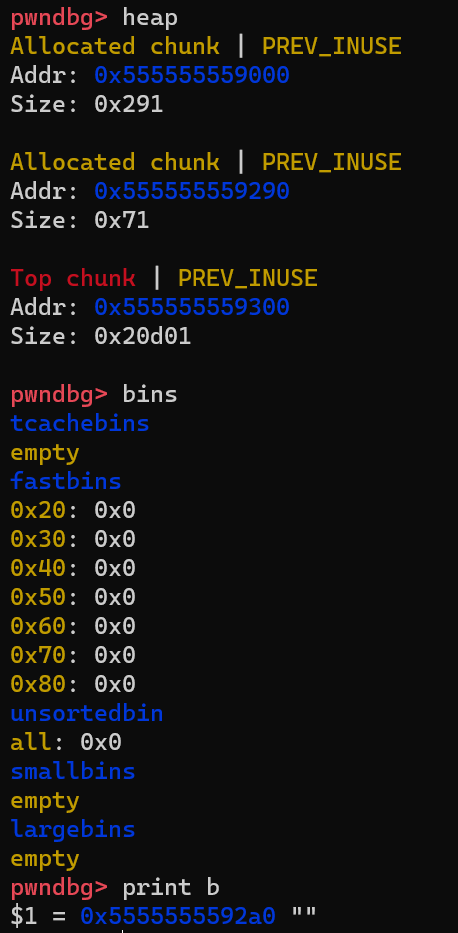 pwndbg> heap
Allocated chunk | PREV_INUSE
Addr: 0x555555559000
Size: 0x291
Allocated chunk | PREV_INUSE
Addr: 0x555555559290
Size: 0x71
Top chunk | PREV_INUSE
Addr: 0x555555559300
Size: 0x20d01
pwndbg> bins
tcachebins
empty
fastbins
0x20: 0x0
0x30: 0x0
0x40: 0x0
0x50: 0x0
0x60: 0x0
0x70: 0x0
0x80: 0x0
unsortedbin
all: 0x0
smallbins
empty
largebins
empty
pwndbg> print b
$1 = 0x5555555592a0 ""